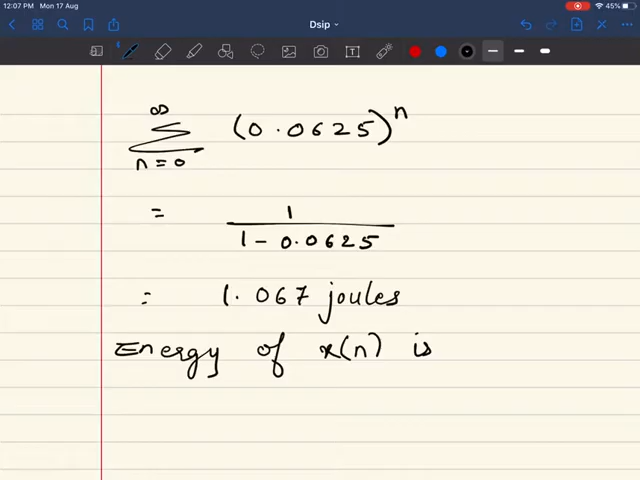 12:07 PM Mon 17 Aug
45%
Dsip
∞
Σ (0.0625)^n
n=0
= 1 / (1 - 0.0625)
= 1.067 joules
Energy of x(n) is